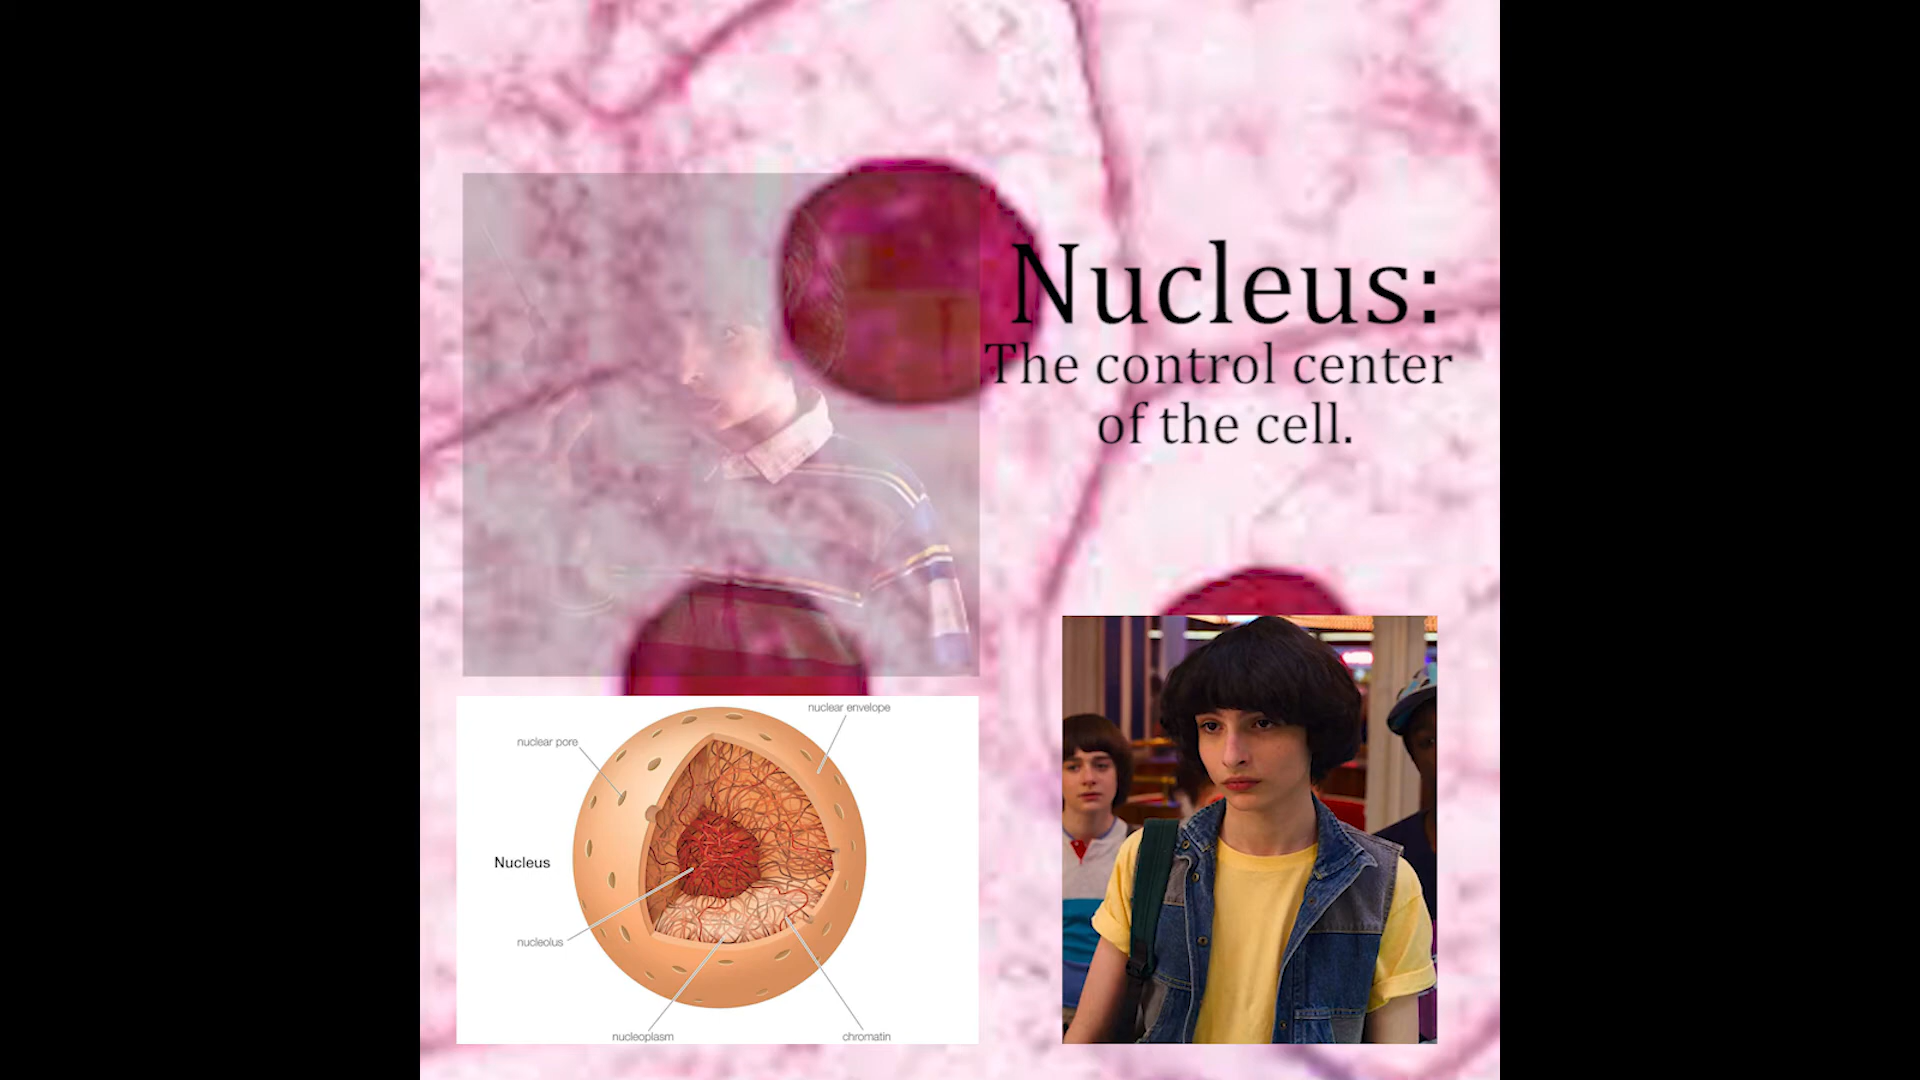 Nucleus:
The control center
of the cell.
nuclear envelope
nuclear pore
Nucleus
nucleolus
nucleoplasm
chromatin